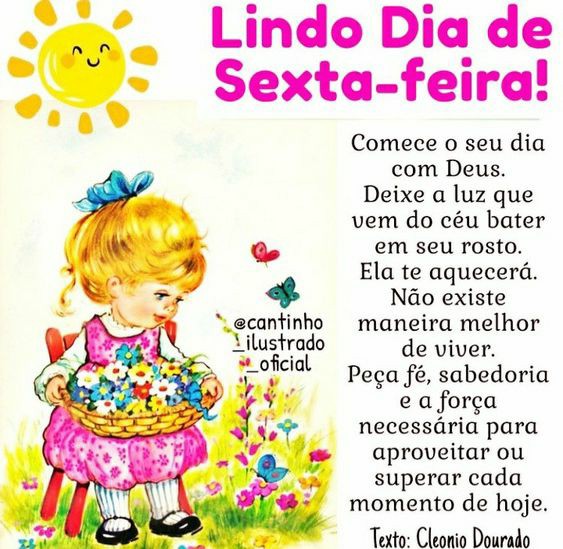 Lindo Dia de
Sexta-feira!
Comece o seu dia
com Deus.
Deixe a luz que
vem do céu bater
em seu rosto.
Ela te aquecerá.
Não existe
maneira melhor
de viver.
Peça fé, sabedoria
e a força
necessária para
aproveitar ou
superar cada
momento de hoje.
Texto: Cleonio Dourado
@cantinho
_ilustrado
_oficial